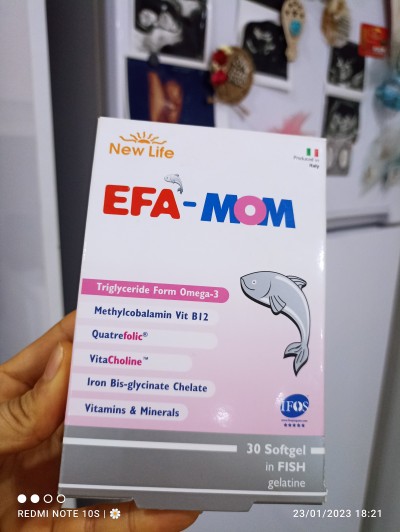 New Life
Produced in
Italy
EFA-MOM
Triglyceride Form Omega-3
Methylcobalamin Vit B12
Quatrefolic®
VitaCholine™
Iron Bis-glycinate Chelate
Vitamins & Minerals
IFOS
30 Softgel
in FISH
gelatine
REDMI NOTE 10S |
23/01/2023 18:21